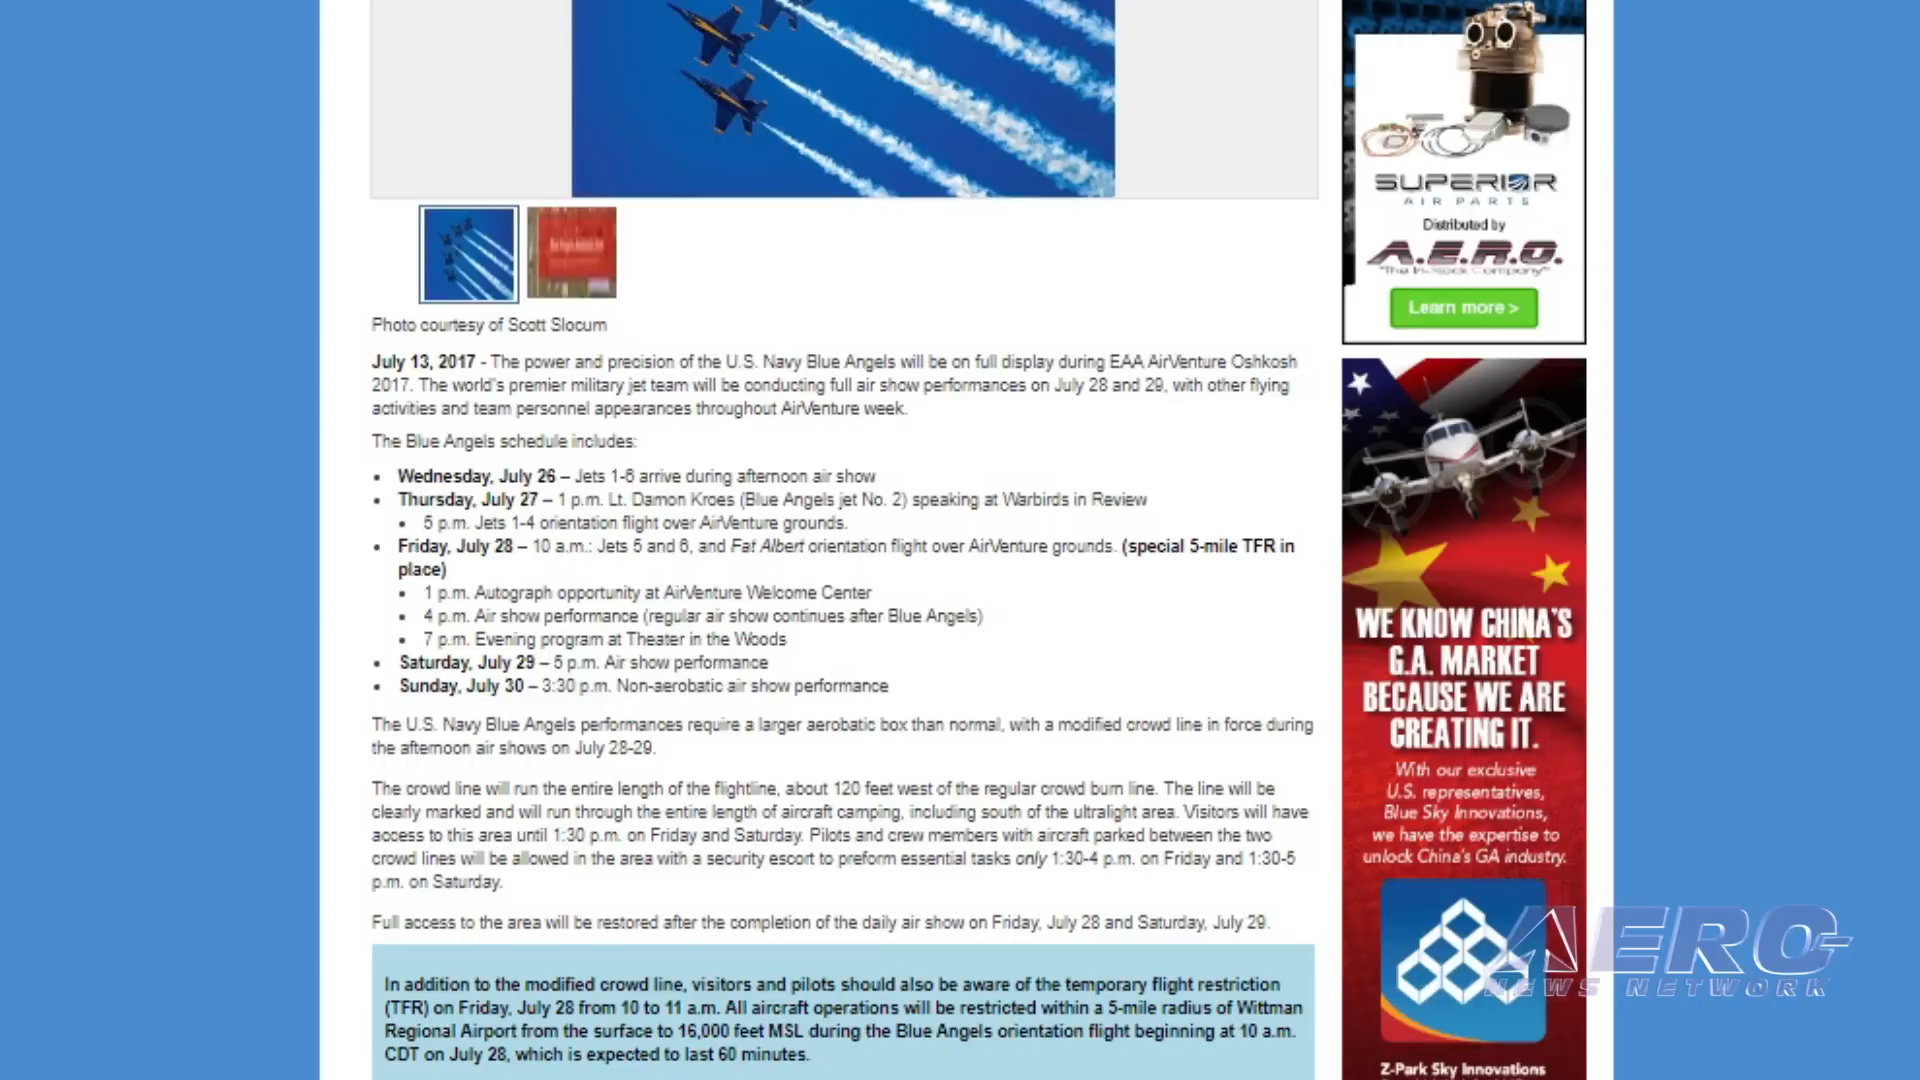 Photo courtesy of Scott Slocum
July 13, 2017 - The power and precision of the U.S. Navy Blue Angels will be on full display during EAA AirVenture Oshkosh
2017. The world's premier military jet team will be conducting full air show performances on July 28 and 29, with other flying
activities and team personnel appearances throughout AirVenture week.
The Blue Angels schedule includes:
Wednesday, July 26 – Jets 1-6 arrive during afternoon air show
Thursday, July 27 – 1 p.m. Lt. Damon Kroes (Blue Angels jet No. 2) speaking at Warbirds in Review
5 p.m. Jets 1-4 orientation flight over AirVenture grounds.
Friday, July 28 – 10 a.m.: Jets 5 and 6, and Fat Albert orientation flight over AirVenture grounds. (special 5-mile TFR in
place)
1 p.m. Autograph opportunity at AirVenture Welcome Center
4 p.m. Air show performance (regular air show continues after Blue Angels)
7 p.m. Evening program at Theater in the Woods
Saturday, July 29 – 5 p.m. Air show performance
Sunday, July 30 – 3:30 p.m. Non-aerobatic air show performance
The U.S. Navy Blue Angels performances require a larger aerobatic box than normal, with a modified crowd line in force during
the afternoon air shows on July 28-29.
The crowd line will run the entire length of the flightline, about 120 feet west of the regular crowd burn line. The line will be
clearly marked and will run through the entire length of aircraft camping, including south of the ultralight area. Visitors will have
access to this area until 1:30 p.m. on Friday and Saturday. Pilots and crew members with aircraft parked between the two
crowd lines will be allowed in the area with a security escort to preform essential tasks only 1:30-4 p.m. on Friday and 1:30-5
p.m. on Saturday.
Full access to the area will be restored after the completion of the daily air show on Friday, July 28 and Saturday, July 29.
In addition to the modified crowd line, visitors and pilots should also be aware of the temporary flight restriction
(TFR) on Friday, July 28 from 10 to 11 a.m. All aircraft operations will be restricted within a 5-mile radius of Wittman
Regional Airport from the surface to 16,000 feet MSL during the Blue Angels orientation flight beginning at 10 a.m.
CDT on July 28, which is expected to last 60 minutes.
SUPERIOR
AIR PARTS
Distributed by
A.E.R.O.
"The In-Stock Company"
Learn more >
WE KNOW CHINA'S
G.A. MARKET
BECAUSE WE ARE
CREATING IT.
With our exclusive
U.S. representatives,
Blue Sky Innovations,
we have the expertise to
unlock China's GA industry.
Z-Park Sky Innovations
AERO
NEWS NETWORK